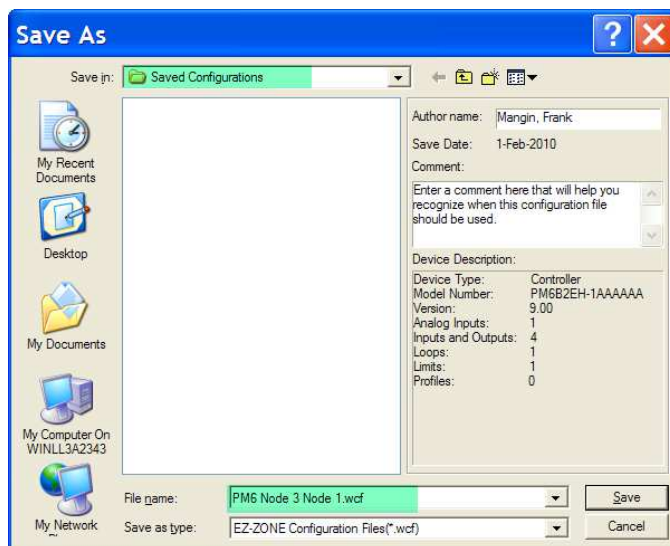 Save As
Save in: Saved Configurations
My Recent
Documents
Desktop
My Documents
My Computer On
WINLL3A2343
My Network
Author name: Mangin, Frank
Save Date: 1-Feb-2010
Comment:
Enter a comment here that will help you
recognize when this configuration file
should be used.
Device Description:
Device Type: Controller
Model Number: PM6B2EH-1AAAAAA
Version: 9.00
Analog Inputs: 1
Inputs and Outputs: 4
Loops: 1
Limits: 1
Profiles: 0
File name: PM6 Node 3 Node 1.wcf
Save
Save as type: EZ-ZONE Configuration Files(*.wcf)
Cancel